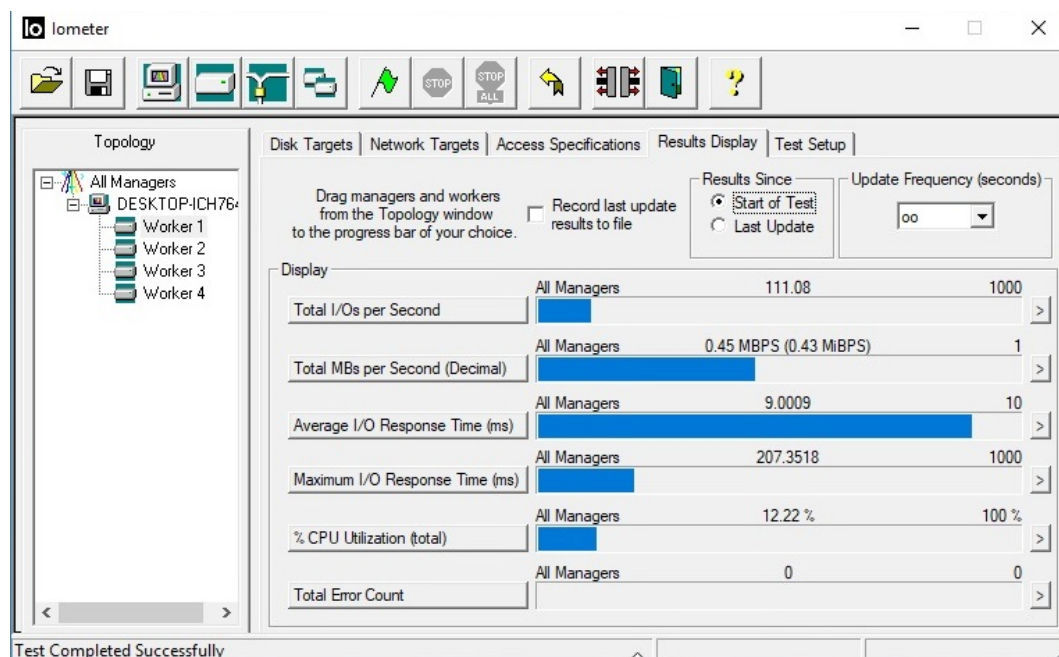 Io Iometer
STOP
STOP
ALL
?
Topology
All Managers
DESKTOP-ICH764
Worker 1
Worker 2
Worker 3
Worker 4
Disk Targets
Network Targets
Access Specifications
Results Display
Test Setup
Drag managers and workers
from the Topology window
to the progress bar of your choice.
Record last update
results to file
Results Since
Start of Test
Last Update
Update Frequency (seconds)
oo
Display
All Managers 111.08 1000
Total I/Os per Second >
All Managers 0.45 MBPS (0.43 MiBPS) 1
Total MBs per Second (Decimal) >
All Managers 9.0009 10
Average I/O Response Time (ms) >
All Managers 207.3518 1000
Maximum I/O Response Time (ms) >
All Managers 12.22 % 100 %
% CPU Utilization (total) >
All Managers 0 0
Total Error Count >
Test Completed Successfully